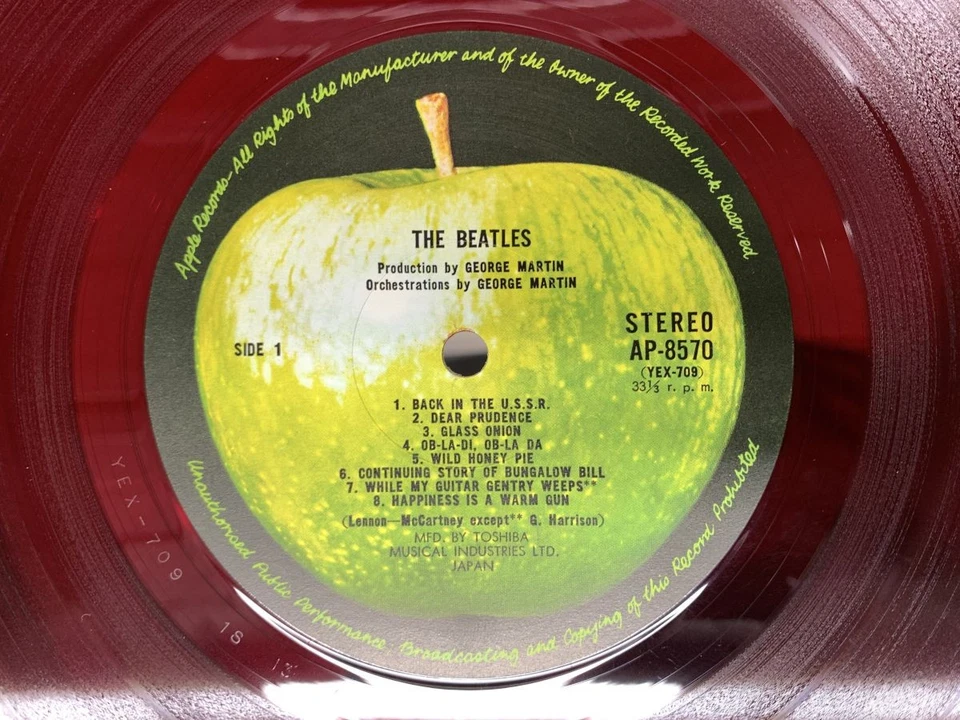 Apple Records-All Rights of the Manufacturer and of the Owner of the Recorded Work Reserved
THE BEATLES
Production by GEORGE MARTIN
Orchestrations by GEORGE MARTIN
SIDE 1
STEREO
AP-8570
(YEX-709)
33⅓ r. p. m.
1. BACK IN THE U.S.S.R.
2. DEAR PRUDENCE
3. GLASS ONION
4. OB-LA-DI, OB-LA DA
5. WILD HONEY PIE
6. CONTINUING STORY OF BUNGALOW BILL
7. WHILE MY GUITAR GENTRY WEEPS**
8. HAPPINESS IS A WARM GUN
(Lennon—McCartney except** G. Harrison)
MFD. BY TOSHIBA
MUSICAL INDUSTRIES LTD.
JAPAN
Unauthorised Public Performance. Broadcasting and Copying of this Record Prohibited
YEX-709
1S
13